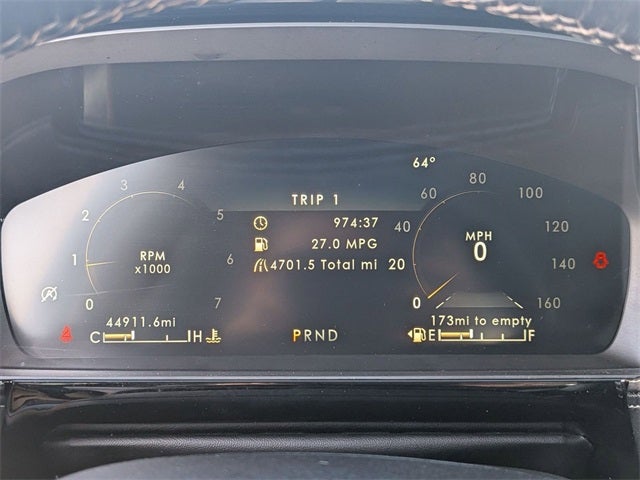 64°
TRIP 1
974:37
27.0 MPG
4701.5 Total mi
0 1 2 3 4 5 6 7
RPM
x1000
0 20 40 60 80 100 120 140 160
MPH
0
44911.6mi
C H
PRND
173mi to empty
E F